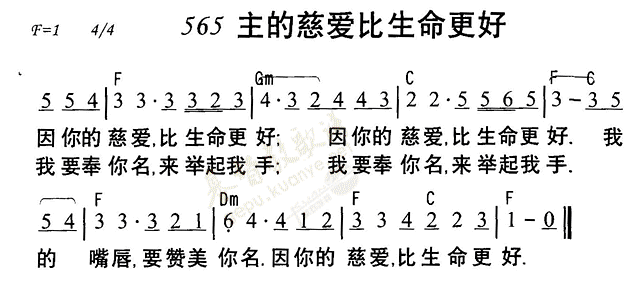 F=1 4/4 565 主的慈爱比生命更好
F Gm C F C
5 5 4 | 3 3 · 3 3 2 3 | 4 · 3 2 4 4 3 | 2 2 · 5 5 6 5 | 3 - 3 5
因你的 慈爱,比生命更好; 因你的 慈爱,比生命更好. 我
我要奉 你名,来举起我手; 我要奉 你名,来举起我手.
F Dm F C F
5 4 | 3 3 · 3 2 1 | 6 4 · 4 1 2 | 3 3 4 2 2 3 | 1 - 0 ‖
的 嘴唇,要赞美 你名.因你的 慈爱,比生命更好.